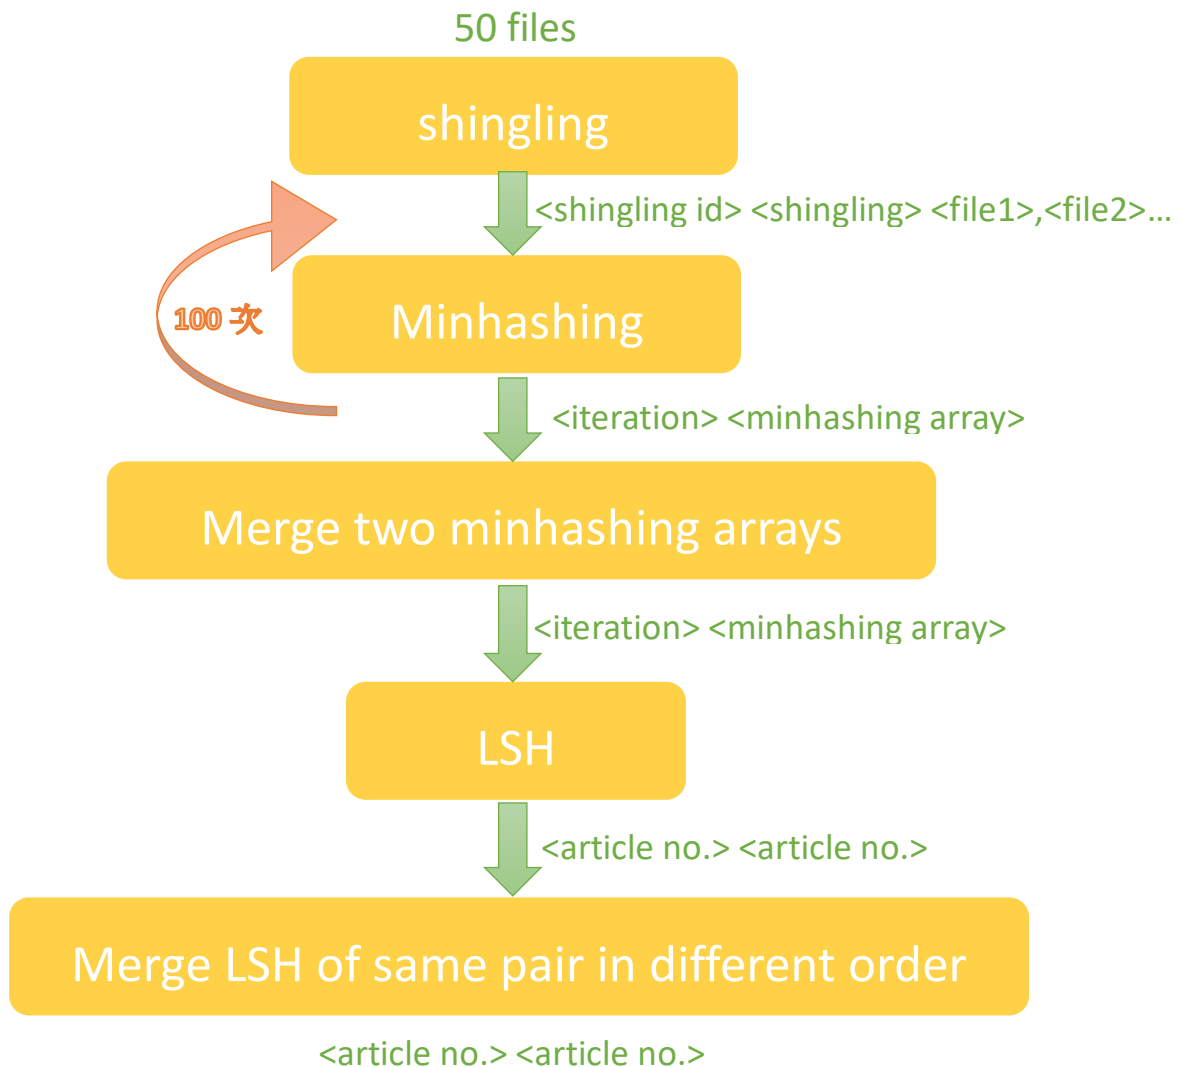 50 files
shingling
<shingling id> <shingling> <file1>,<file2>…
Minhashing
100 次
<iteration> <minhashing array>
Merge two minhashing arrays
<iteration> <minhashing array>
LSH
<article no.> <article no.>
Merge LSH of same pair in different order
<article no.> <article no.>